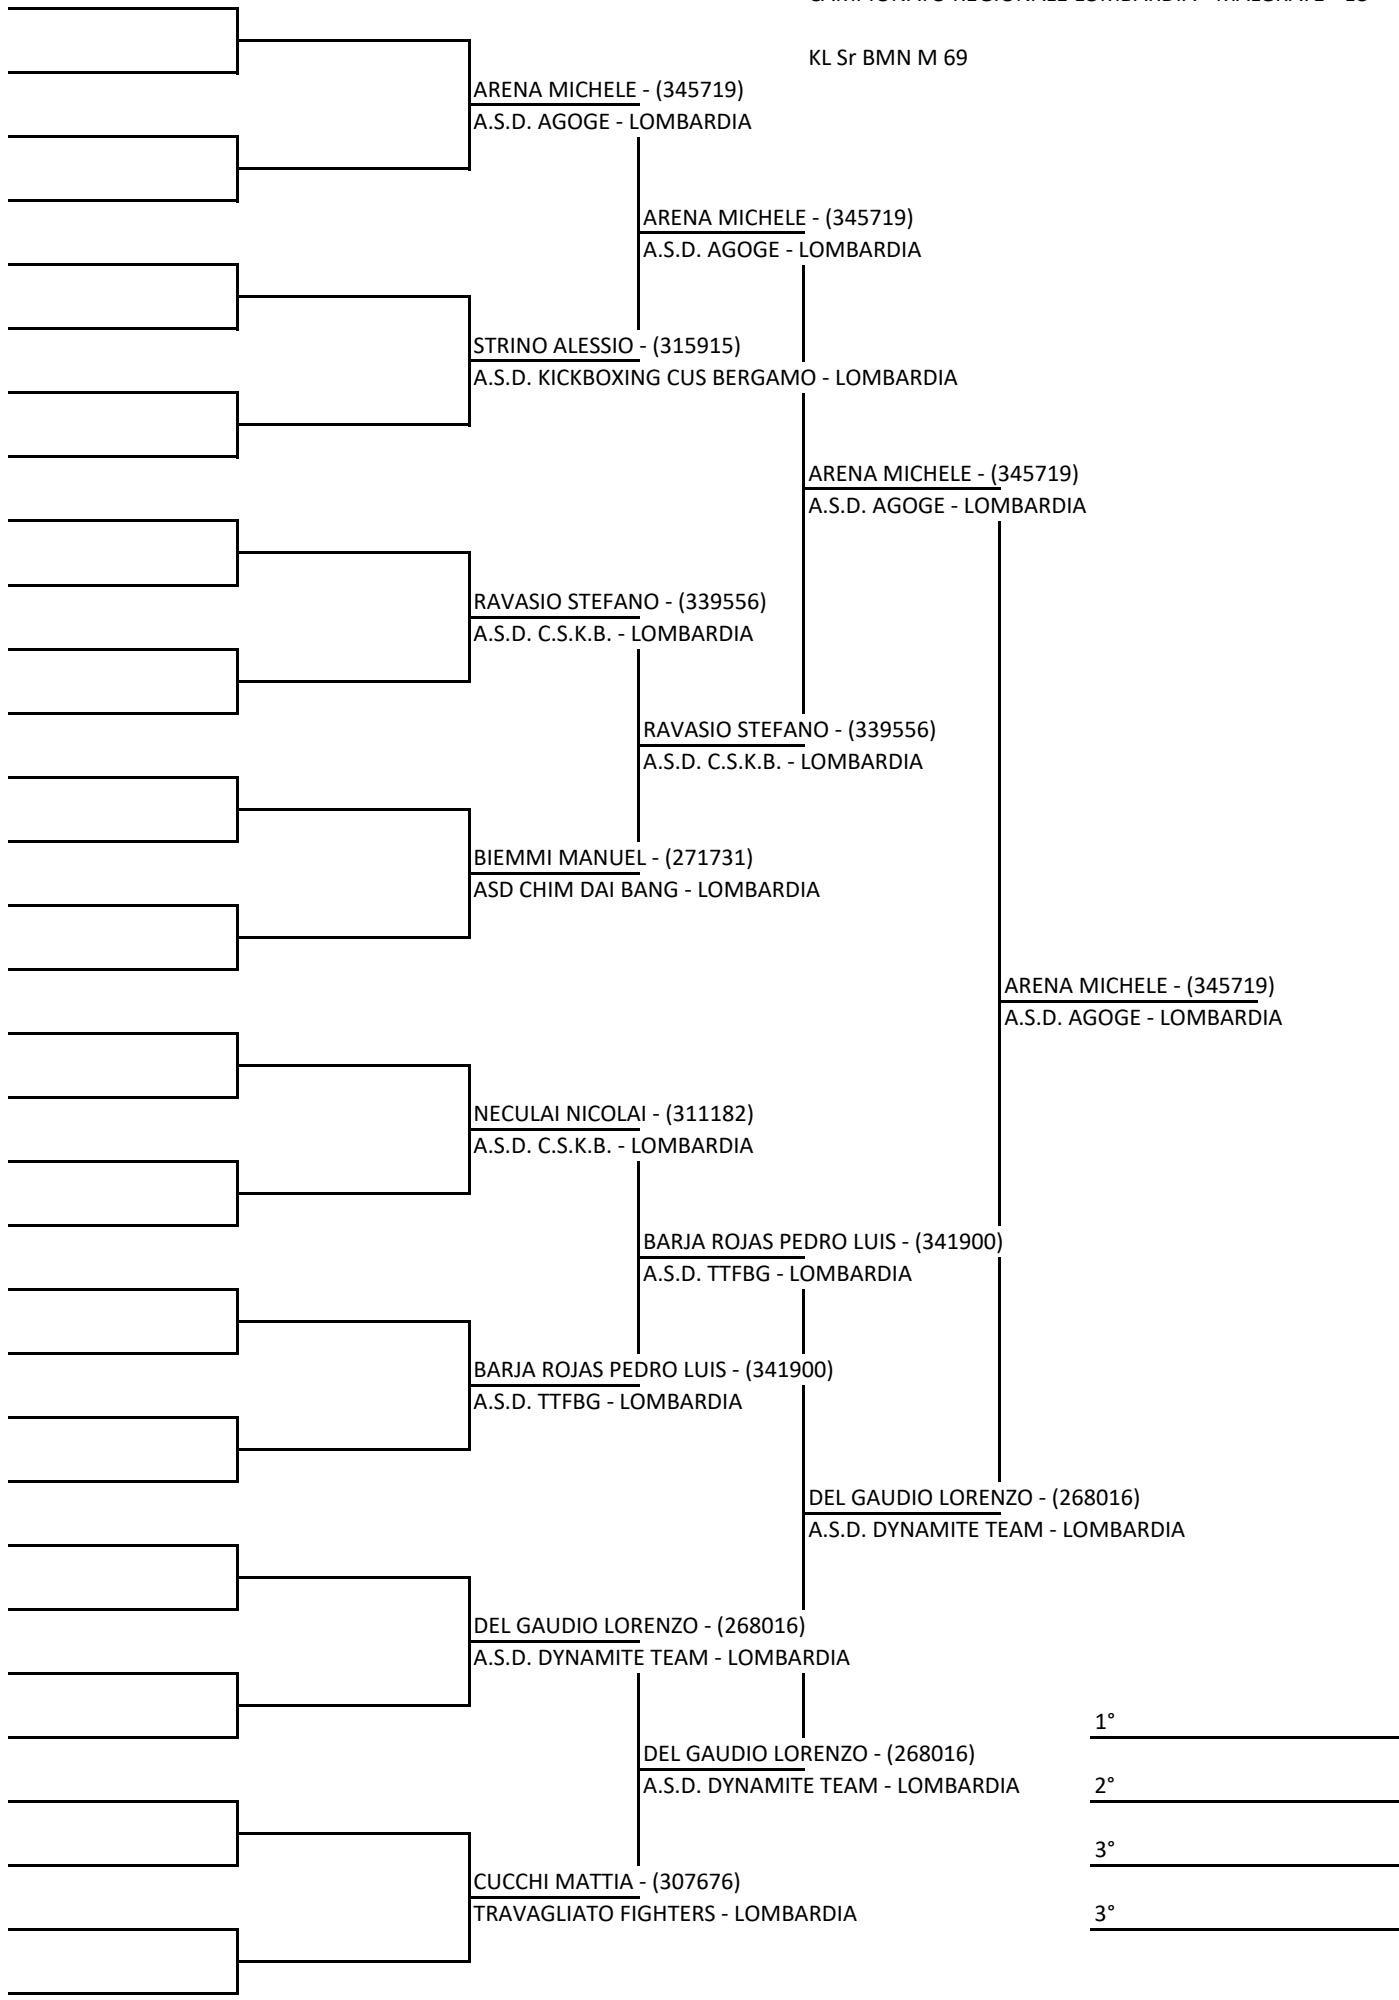 KL Sr BMN M 69
ARENA MICHELE - (345719)
A.S.D. AGOGE - LOMBARDIA
ARENA MICHELE - (345719)
A.S.D. AGOGE - LOMBARDIA
STRINO ALESSIO - (315915)
A.S.D. KICKBOXING CUS BERGAMO - LOMBARDIA
ARENA MICHELE - (345719)
A.S.D. AGOGE - LOMBARDIA
RAVASIO STEFANO - (339556)
A.S.D. C.S.K.B. - LOMBARDIA
RAVASIO STEFANO - (339556)
A.S.D. C.S.K.B. - LOMBARDIA
BIEMMI MANUEL - (271731)
ASD CHIM DAI BANG - LOMBARDIA
ARENA MICHELE - (345719)
A.S.D. AGOGE - LOMBARDIA
NECULAI NICOLAI - (311182)
A.S.D. C.S.K.B. - LOMBARDIA
BARJA ROJAS PEDRO LUIS - (341900)
A.S.D. TTFBG - LOMBARDIA
BARJA ROJAS PEDRO LUIS - (341900)
A.S.D. TTFBG - LOMBARDIA
DEL GAUDIO LORENZO - (268016)
A.S.D. DYNAMITE TEAM - LOMBARDIA
DEL GAUDIO LORENZO - (268016)
A.S.D. DYNAMITE TEAM - LOMBARDIA
1°
DEL GAUDIO LORENZO - (268016)
A.S.D. DYNAMITE TEAM - LOMBARDIA
2°
3°
CUCCHI MATTIA - (307676)
TRAVAGLIATO FIGHTERS - LOMBARDIA
3°